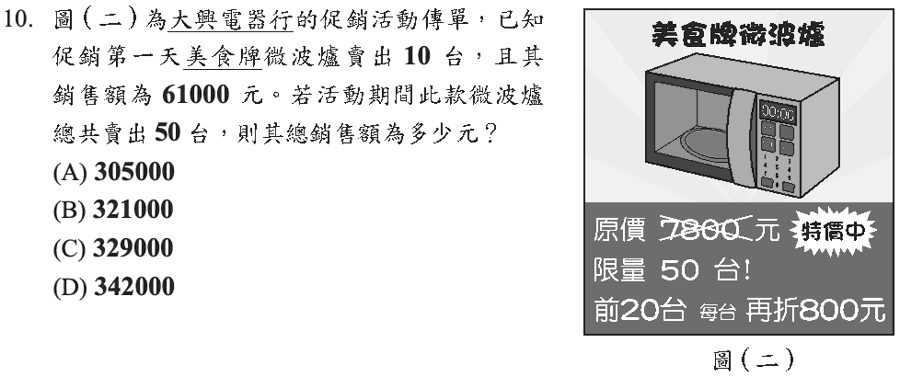 10. 圖(二)為大興電器行的促銷活動傳單，已知
促銷第一天美食牌微波爐賣出 10 台，且其
銷售額為 61000 元。若活動期間此款微波爐
總共賣出 50 台，則其總銷售額為多少元？
(A) 305000
(B) 321000
(C) 329000
(D) 342000
美食牌微波爐
00:00
原價 7800 元 特價中
限量 50 台!
前20台 每台 再折800元
圖(二)